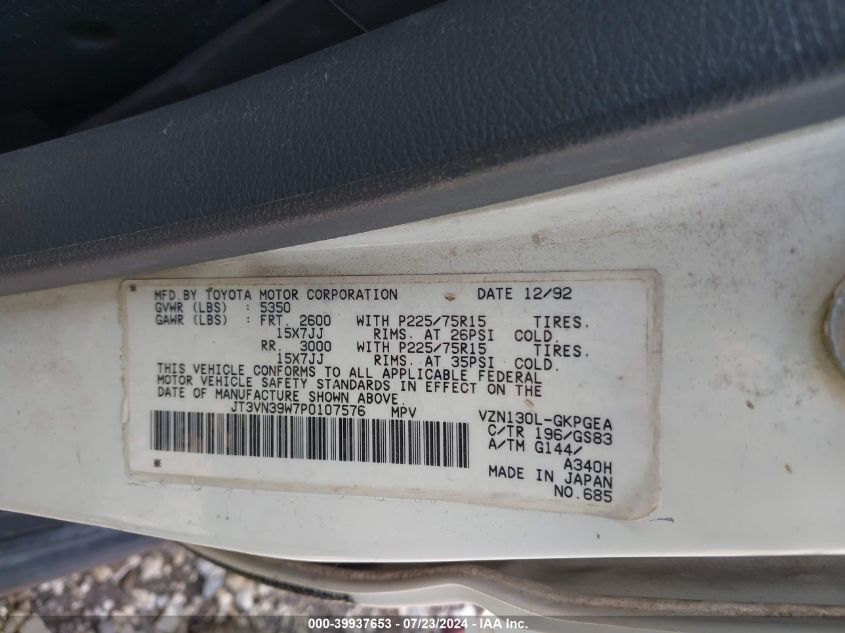 MFD. BY TOYOTA MOTOR CORPORATION DATE 12/92
GVWR (LBS) : 5350
GAWR (LBS) : FRT. 2600 WITH P225/75R15 TIRES.
15X7JJ RIMS. AT 26PSI COLD.
RR. 3000 WITH P225/75R15 TIRES.
15X7JJ RIMS. AT 35PSI COLD.
THIS VEHICLE CONFORMS TO ALL APPLICABLE FEDERAL
MOTOR VEHICLE SAFETY STANDARDS IN EFFECT ON THE
DATE OF MANUFACTURE SHOWN ABOVE.
JT3VN39W7P0107576 MPV VZN130L-GKPGEA
C/TR 196/GS83
A/TM G144/
A340H
MADE IN JAPAN
NO.685
000-39937653 - 07/23/2024 - IAAI Inc.